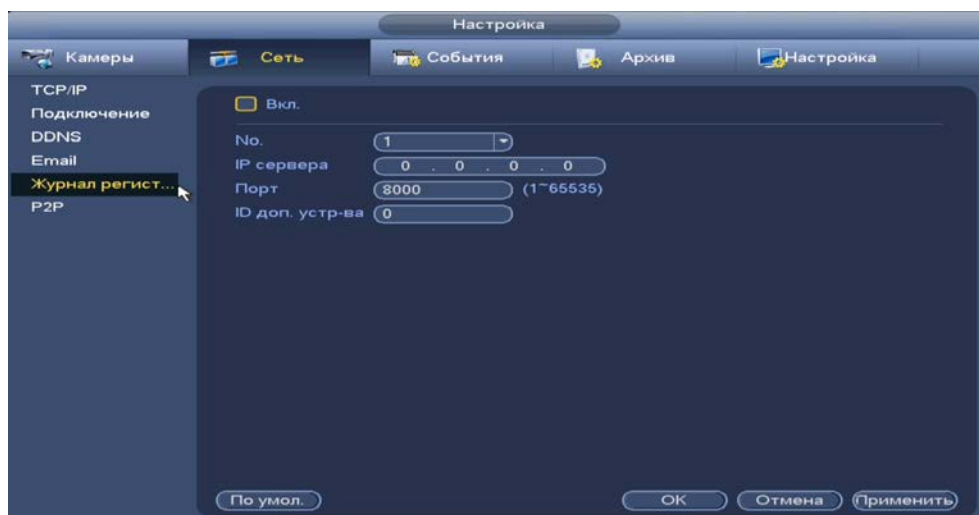 Настройка
Камеры
Сеть
События
Архив
Настройка
TCP/IP
Подключение
DDNS
Email
Журнал регист...
P2P
Вкл.
No. 1
IP сервера 0 . 0 . 0 . 0
Порт 8000 (1~65535)
ID доп. устр-ва 0
По умол.
OK
Отмена
Применить